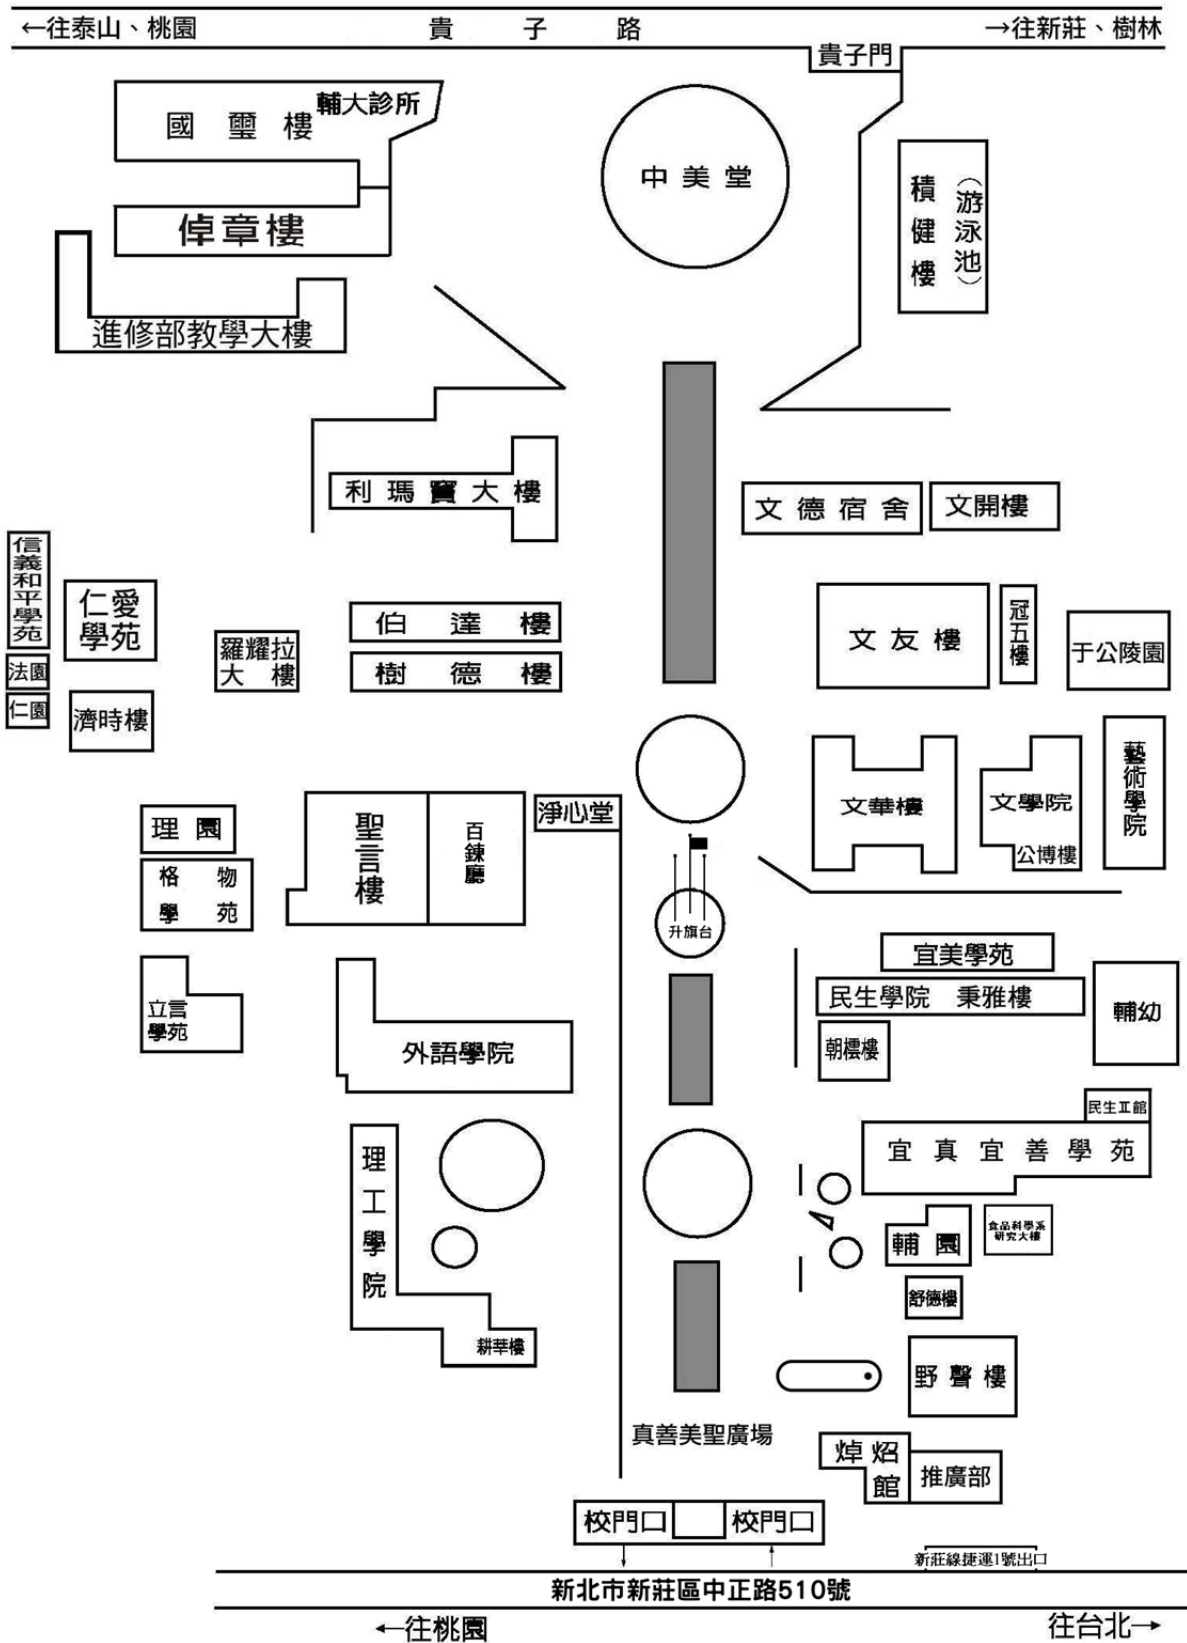 ←往泰山、桃園
貴子路
→往新莊、樹林
貴子門
輔大診所
國璽樓
中美堂
積健樓
（游泳池）
倬章樓
進修部教學大樓
利瑪竇大樓
文德宿舍
文開樓
信義和平學苑
仁愛
學苑
法園
仁園
濟時樓
羅耀拉
大樓
伯達樓
樹德樓
文友樓
冠五樓
于公陵園
理園
格物
學苑
聖言樓
百鍊廳
淨心堂
文華樓
文學院
公博樓
藝術學院
升旗台
立言
學苑
外語學院
宜美學苑
民生學院 秉雅樓
朝橒樓
輔幼
民生II館
宜真宜善學苑
理工學院
耕莘樓
輔園
食品科學系
研究大樓
舒德樓
野聲樓
真善美聖廣場
焯炤
館
推廣部
校門口
校門口
新莊線捷運1號出口
新北市新莊區中正路510號
←往桃園
往台北→